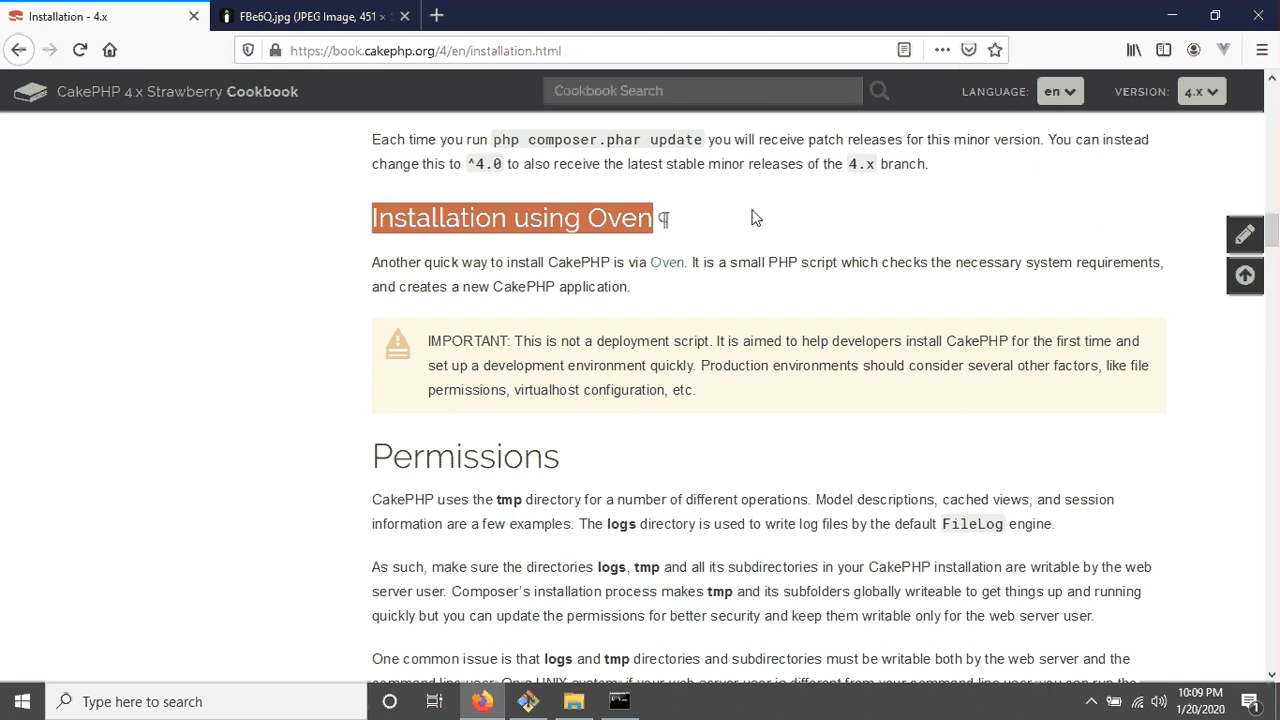 Installation - 4.x
FBe6Q.jpg (JPEG Image, 451 ×
https://book.cakephp.org/4/en/installation.html
CakePHP 4.x Strawberry Cookbook
Cookbook Search
LANGUAGE:
en
VERSION:
4.x
Each time you run php composer.phar update you will receive patch releases for this minor version. You can instead
change this to ^4.0 to also receive the latest stable minor releases of the 4.x branch.
Installation using Oven ¶
Another quick way to install CakePHP is via Oven. It is a small PHP script which checks the necessary system requirements,
and creates a new CakePHP application.
IMPORTANT: This is not a deployment script. It is aimed to help developers install CakePHP for the first time and
set up a development environment quickly. Production environments should consider several other factors, like file
permissions, virtualhost configuration, etc.
Permissions
CakePHP uses the tmp directory for a number of different operations. Model descriptions, cached views, and session
information are a few examples. The logs directory is used to write log files by the default FileLog engine.
As such, make sure the directories logs, tmp and all its subdirectories in your CakePHP installation are writable by the web
server user. Composer’s installation process makes tmp and its subfolders globally writeable to get things up and running
quickly but you can update the permissions for better security and keep them writable only for the web server user.
One common issue is that logs and tmp directories and subdirectories must be writable both by the web server and the
Type here to search
10:09 PM
1/20/2020
1